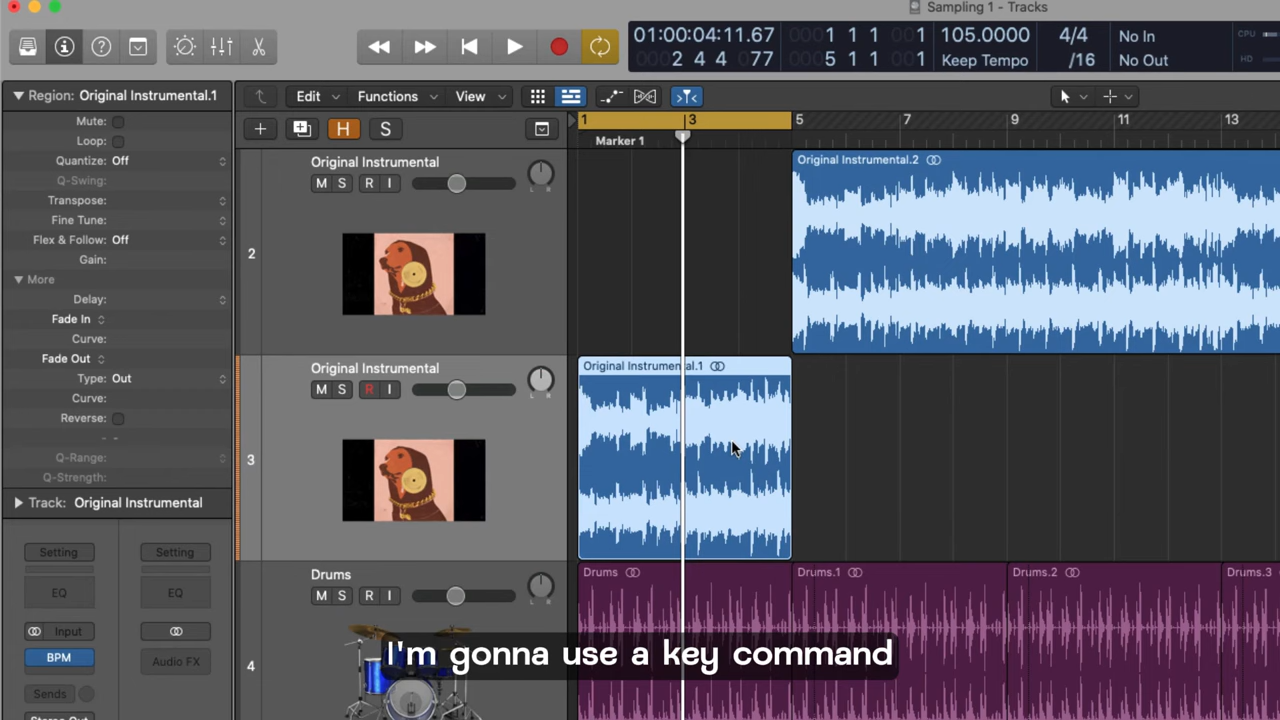 Sampling 1 - Tracks
01:00:04:11.67
2 4 4 77
1 1 1
5 1 1
105.0000
Keep Tempo
4/4
/16
No In
No Out
CPU
HD
Region: Original Instrumental.1
Edit
Functions
View
Mute:
Loop:
Quantize: Off
Q-Swing:
Transpose:
Fine Tune:
Flex & Follow: Off
Gain:
More
Delay:
Fade In
Curve:
Fade Out
Type: Out
Curve:
Reverse:
- -
Q-Range:
Q-Strength:
Track: Original Instrumental
Setting
Setting
EQ
EQ
Input
BPM
Audio FX
Sends
H
S
1
3
5
7
9
11
13
Marker 1
2
Original Instrumental
M S R I
L R
Original Instrumental.2
3
Original Instrumental
M S R I
L R
Original Instrumental.1
4
Drums
M S R I
L R
Drums
Drums.1
Drums.2
Drums.3
I'm gonna use a key command